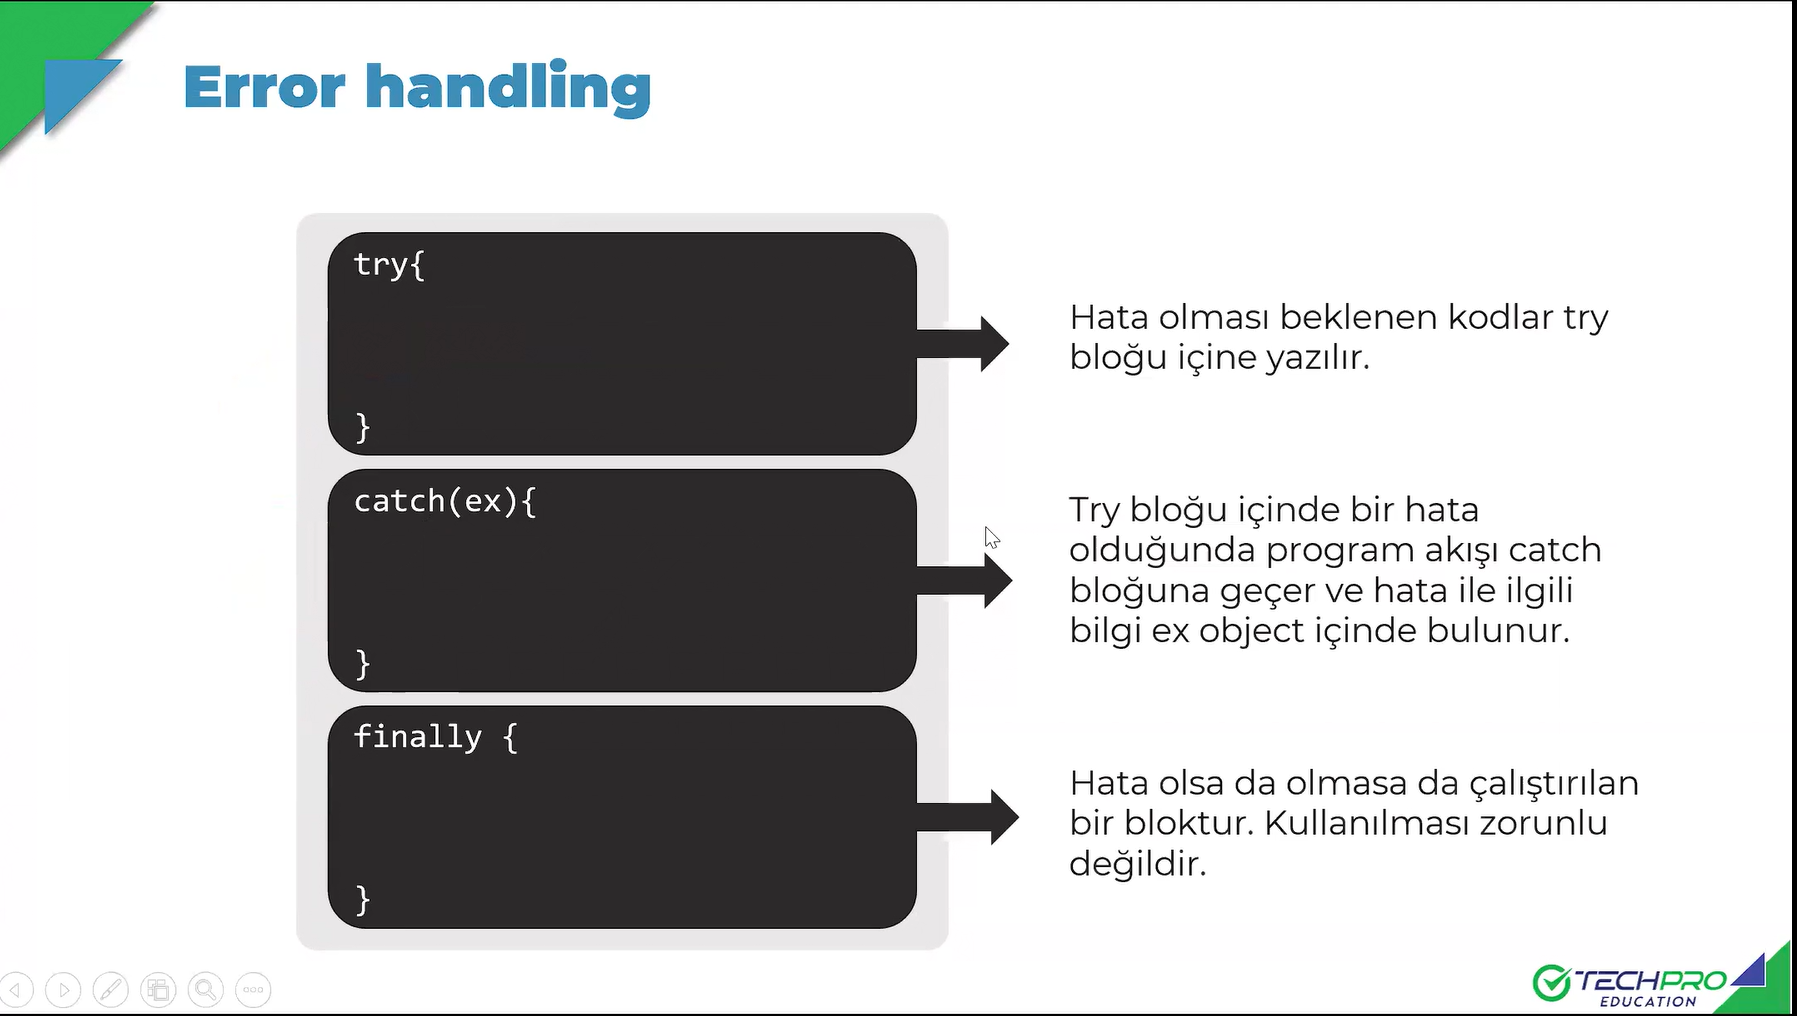 Error handling
try{
}
Hata olması beklenen kodlar try
bloğu içine yazılır.
catch(ex){
}
Try bloğu içinde bir hata
olduğunda program akışı catch
bloğuna geçer ve hata ile ilgili
bilgi ex object içinde bulunur.
finally {
}
Hata olsa da olmasa da çalıştırılan
bir bloktur. Kullanılması zorunlu
değildir.
TECHPRO
EDUCATION